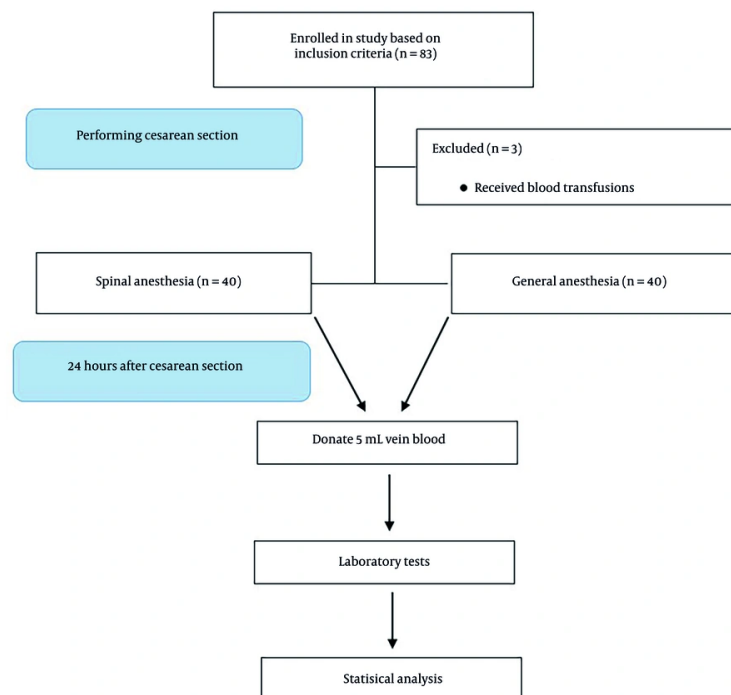 Enrolled in study based on
inclusion criteria (n = 83)
Performing cesarean section
Excluded (n = 3)
● Received blood transfusions
Spinal anesthesia (n = 40)
General anesthesia (n = 40)
24 hours after cesarean section
Donate 5 mL vein blood
Laboratory tests
Statisical analysis